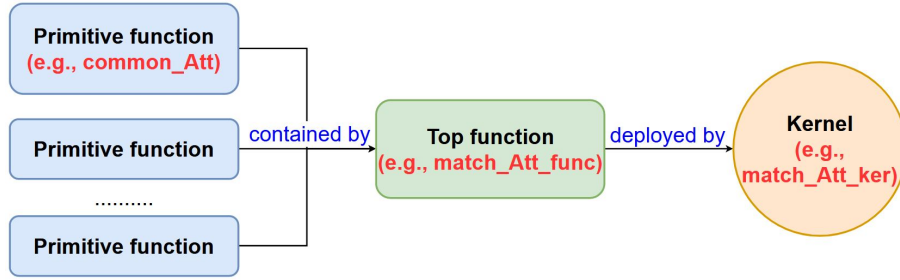 Primitive function
(e.g., common_Att)
Primitive function
..........
Primitive function
contained by
Top function
(e.g., match_Att_func)
deployed by
Kernel
(e.g.,
match_Att_ker)